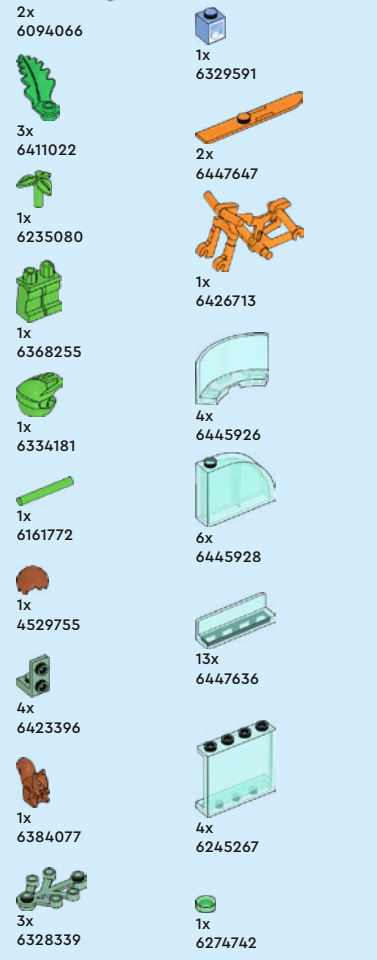 2x
6094066
3x
6411022
1x
6235080
1x
6368255
1x
6334181
1x
6161772
1x
4529755
4x
6423396
1x
6384077
3x
6328339
1x
6329591
2x
6447647
1x
6426713
4x
6445926
6x
6445928
13x
6447636
4x
6245267
1x
6274742